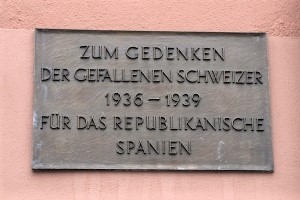 ZUM GEDENKEN
DER GEFALLENEN SCHWEIZER
1936 – 1939
FÜR DAS REPUBLIKANISCHE
SPANIEN